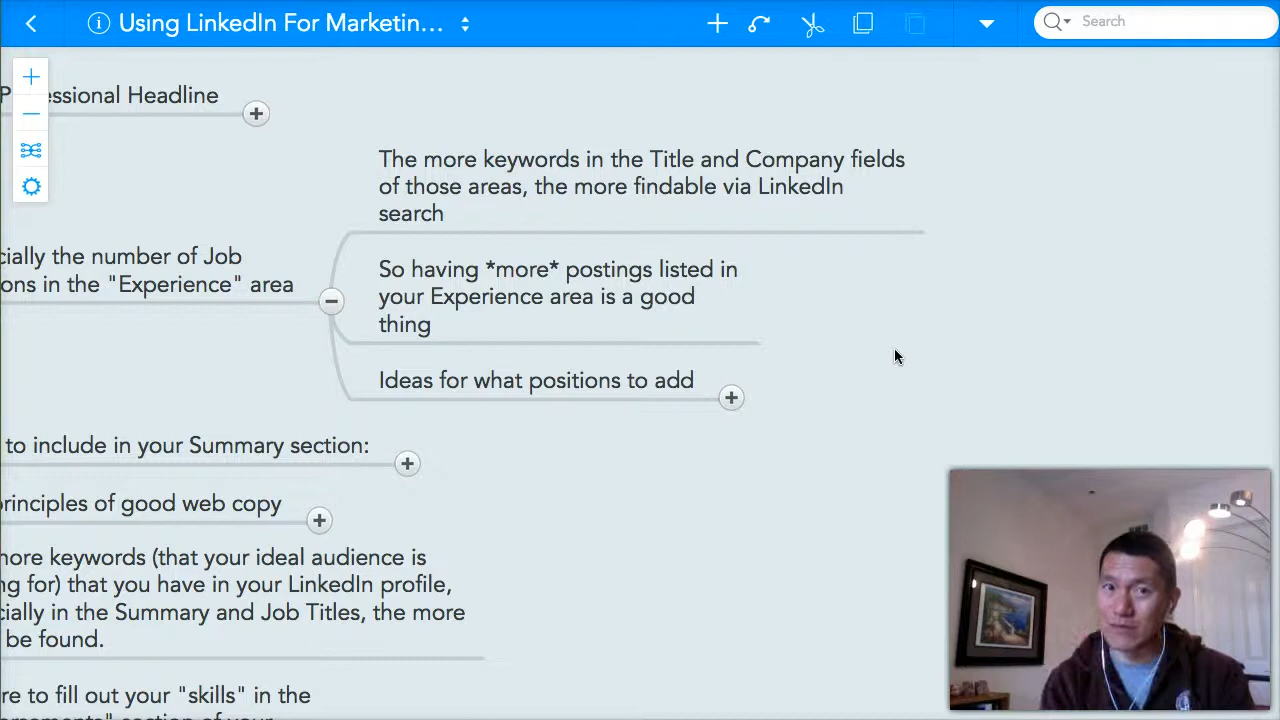 Using LinkedIn For Marketin...
Search
essional Headline
The more keywords in the Title and Company fields
of those areas, the more findable via LinkedIn
search
cially the number of Job
ons in the "Experience" area
So having *more* postings listed in
your Experience area is a good
thing
Ideas for what positions to add
to include in your Summary section:
principles of good web copy
more keywords (that your ideal audience is
ng for) that you have in your LinkedIn profile,
cially in the Summary and Job Titles, the more
be found.
re to fill out your "skills" in the